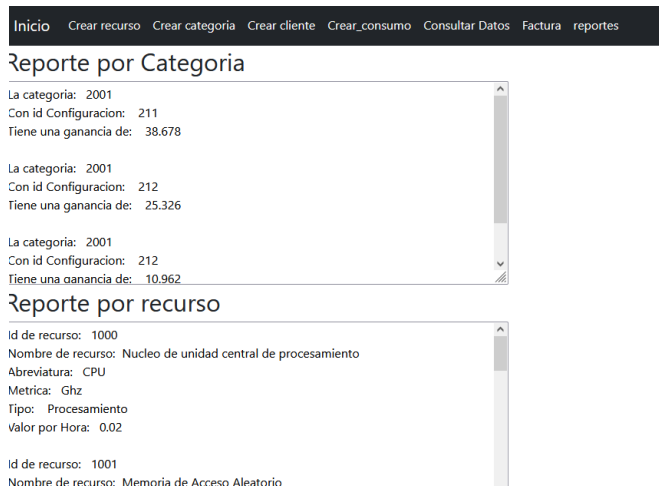 Inicio Crear recurso Crear categoria Crear cliente Crear_consumo Consultar Datos Factura reportes
Reporte por Categoria
La categoria: 2001
Con id Configuracion: 211
Tiene una ganancia de: 38.678
La categoria: 2001
Con id Configuracion: 212
Tiene una ganancia de: 25.326
La categoria: 2001
Con id Configuracion: 212
Tiene una ganancia de: 10.962
Reporte por recurso
Id de recurso: 1000
Nombre de recurso: Nucleo de unidad central de procesamiento
Abreviatura: CPU
Metrica: Ghz
Tipo: Procesamiento
Valor por Hora: 0.02
Id de recurso: 1001
Nombre de recurso: Memoria de Acceso Aleatorio